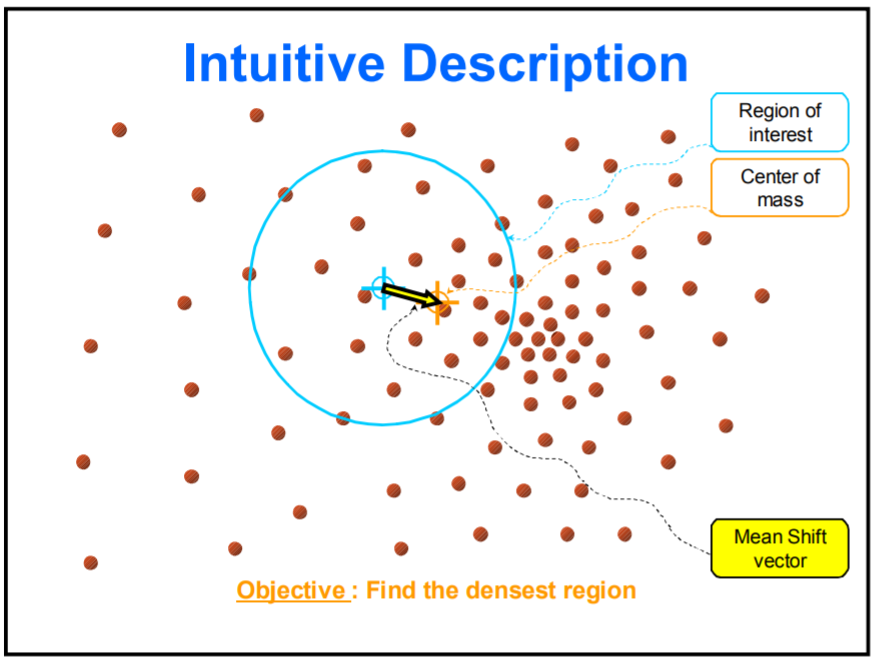 Intuitive Description
Region of
interest
Center of
mass
Mean Shift
vector
Objective : Find the densest region